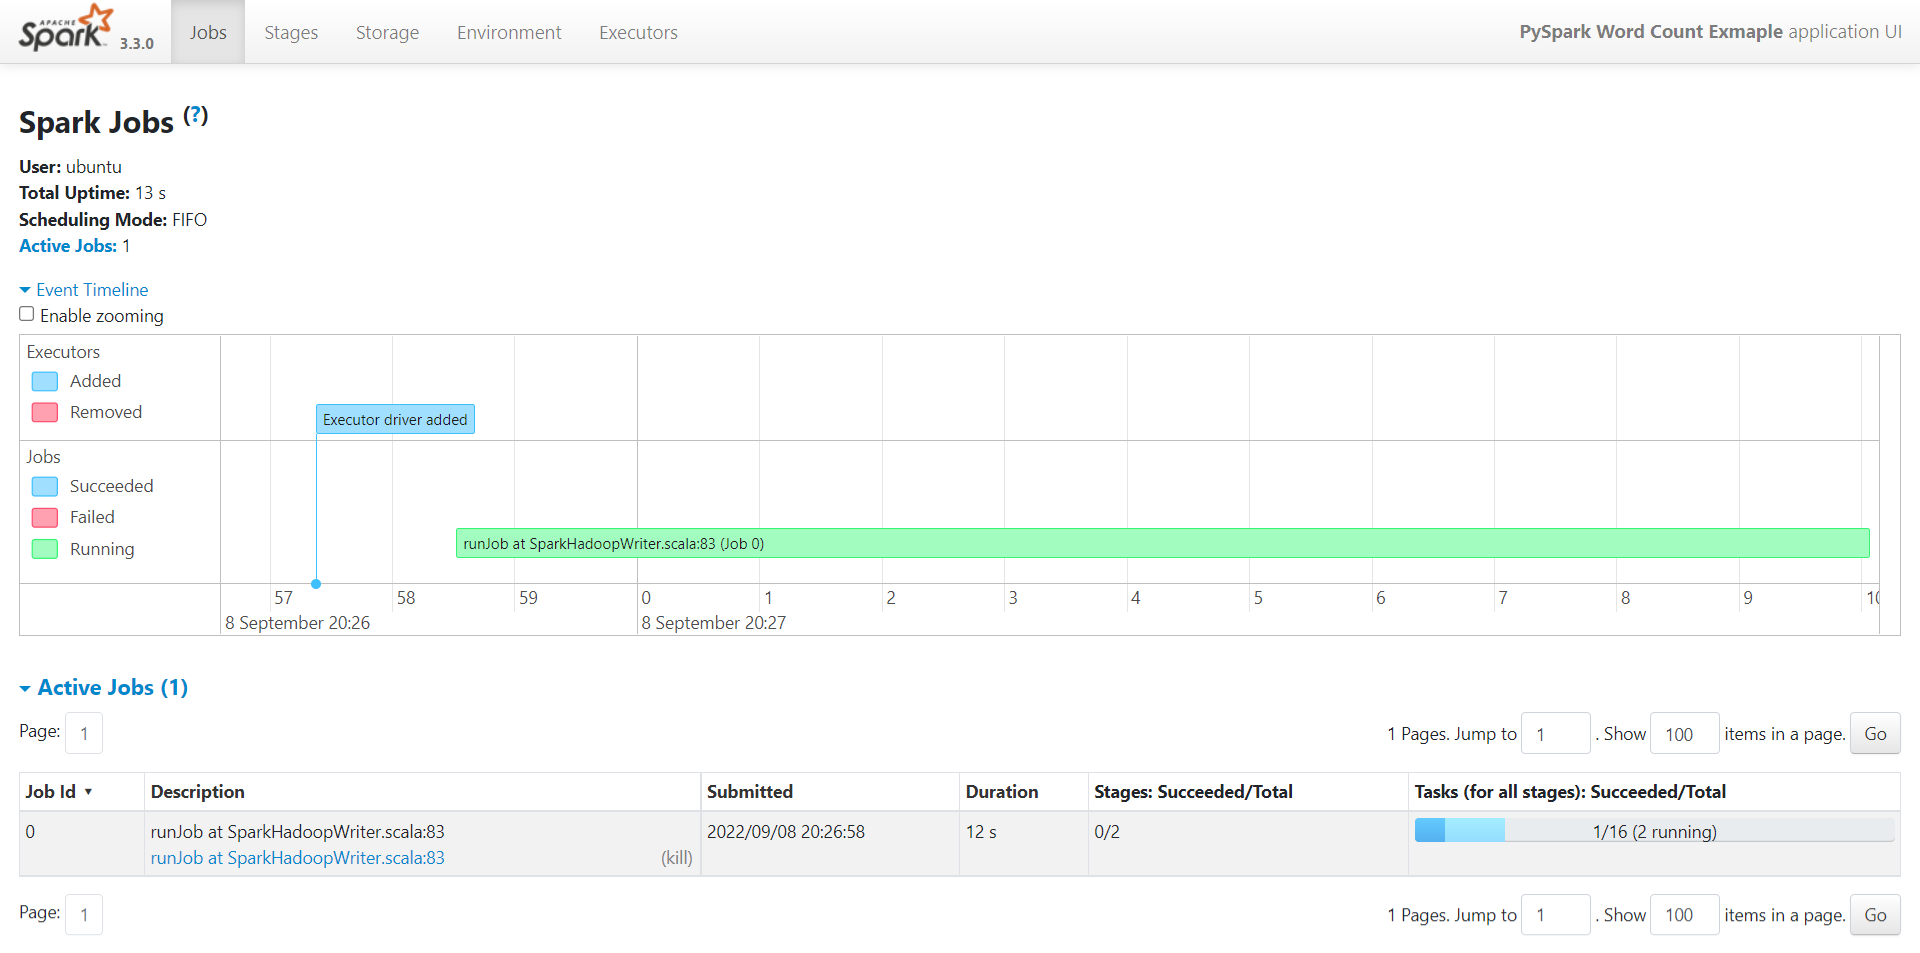 APACHE
Spark 3.3.0 Jobs Stages Storage Environment Executors PySpark Word Count Exmaple application UI
Spark Jobs (?)
User: ubuntu
Total Uptime: 13 s
Scheduling Mode: FIFO
Active Jobs: 1
Event Timeline
Enable zooming
Executors
Added
Removed
Executor driver added
Jobs
Succeeded
Failed
Running
runJob at SparkHadoopWriter.scala:83 (Job 0)
57 58 59 0 1 2 3 4 5 6 7 8 9 10
8 September 20:26 8 September 20:27
Active Jobs (1)
Page: 1 1 Pages. Jump to 1 . Show 100 items in a page. Go
Job Id ▾ Description Submitted Duration Stages: Succeeded/Total Tasks (for all stages): Succeeded/Total
0 runJob at SparkHadoopWriter.scala:83 2022/09/08 20:26:58 12 s 0/2 1/16 (2 running)
runJob at SparkHadoopWriter.scala:83 (kill)
Page: 1 1 Pages. Jump to 1 . Show 100 items in a page. Go